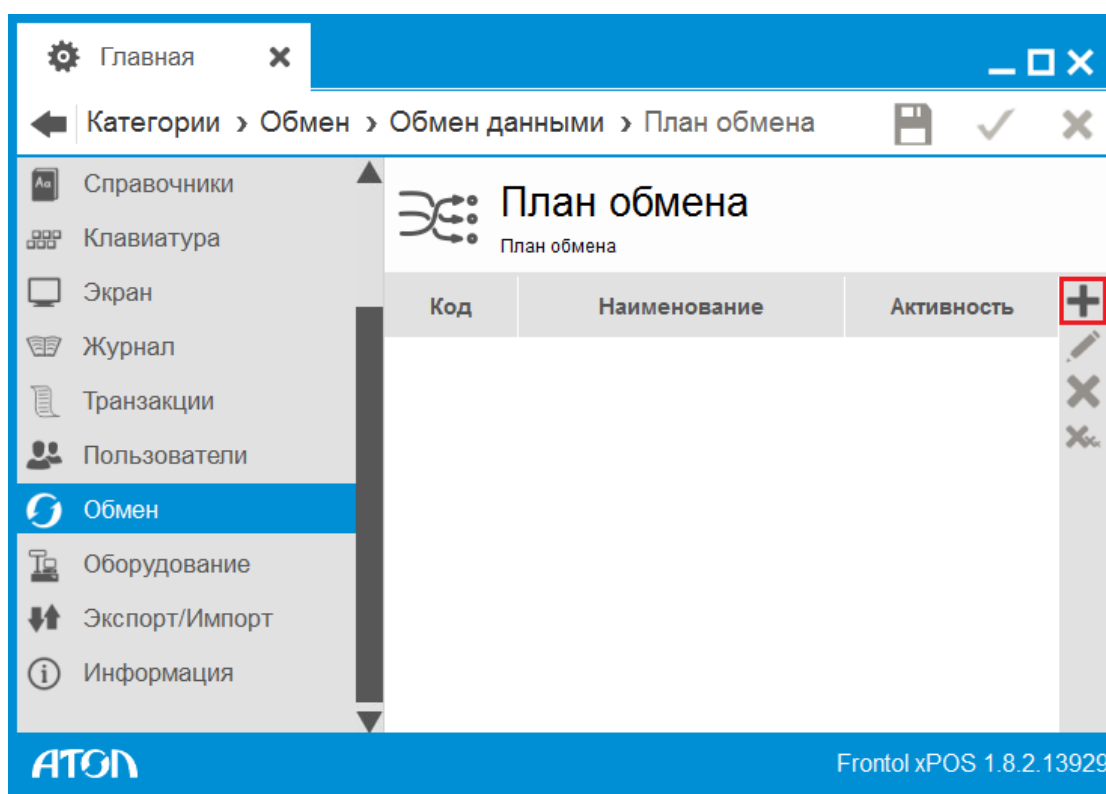 Главная
Категории › Обмен › Обмен данными › План обмена
Aa
Справочники
Клавиатура
Экран
Журнал
Транзакции
Пользователи
Обмен
Оборудование
Экспорт/Импорт
Информация
План обмена
План обмена
Код Наименование Активность
АТОЛ
Frontol xPOS 1.8.2.13929